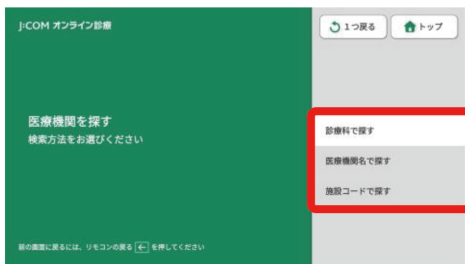 J:COM オンライン診療
1つ戻る
トップ
医療機関を探す
検索方法をお選びください
診療科で探す
医療機関名で探す
施設コードで探す
前の画面に戻るには、リモコンの戻る ← を押してください